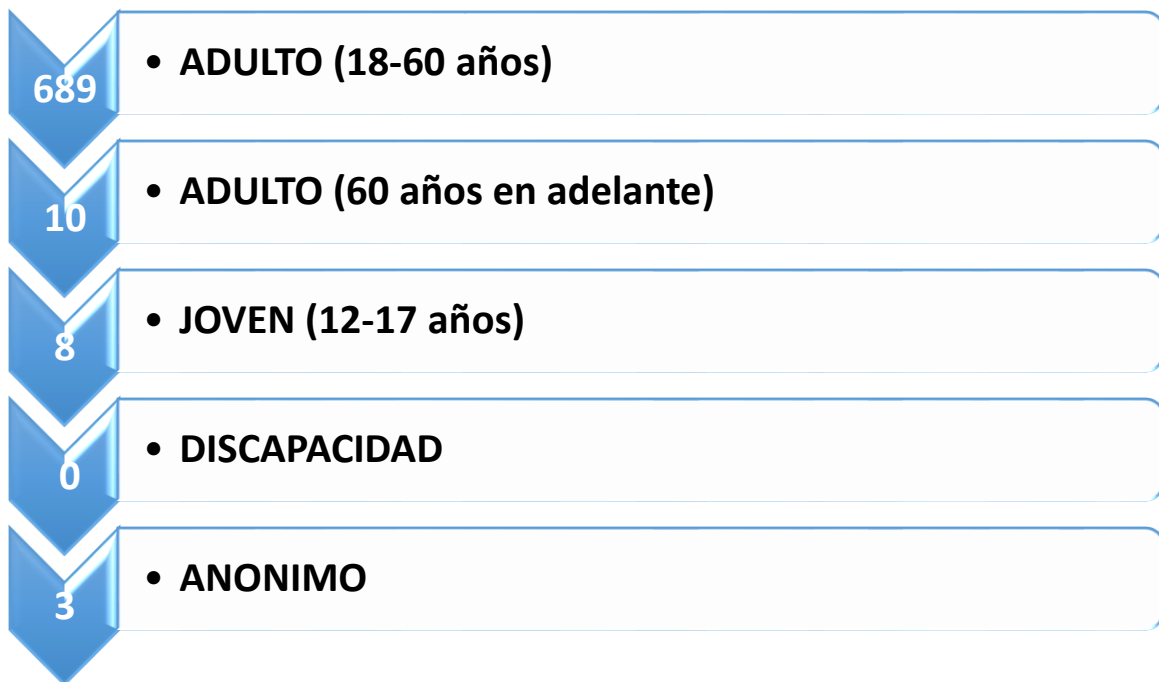 689
• ADULTO (18-60 años)
10
• ADULTO (60 años en adelante)
8
• JOVEN (12-17 años)
0
• DISCAPACIDAD
3
• ANONIMO